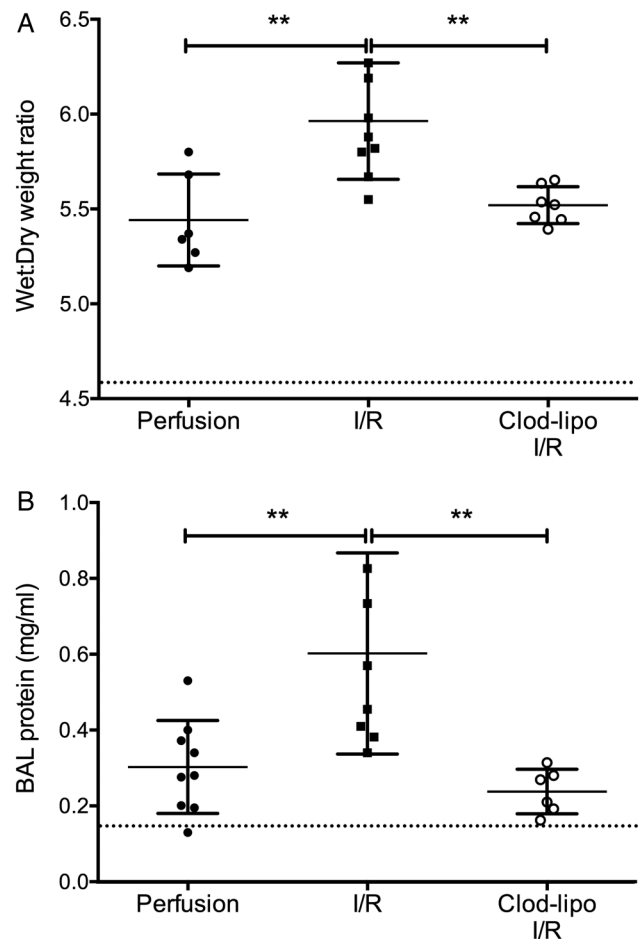 A
Wet:Dry weight ratio
6.5
6.0
5.5
5.0
4.5
** **
Perfusion I/R Clod-lipo
I/R
B
BAL protein (mg/ml)
1.0
0.8
0.6
0.4
0.2
0.0
** **
Perfusion I/R Clod-lipo
I/R